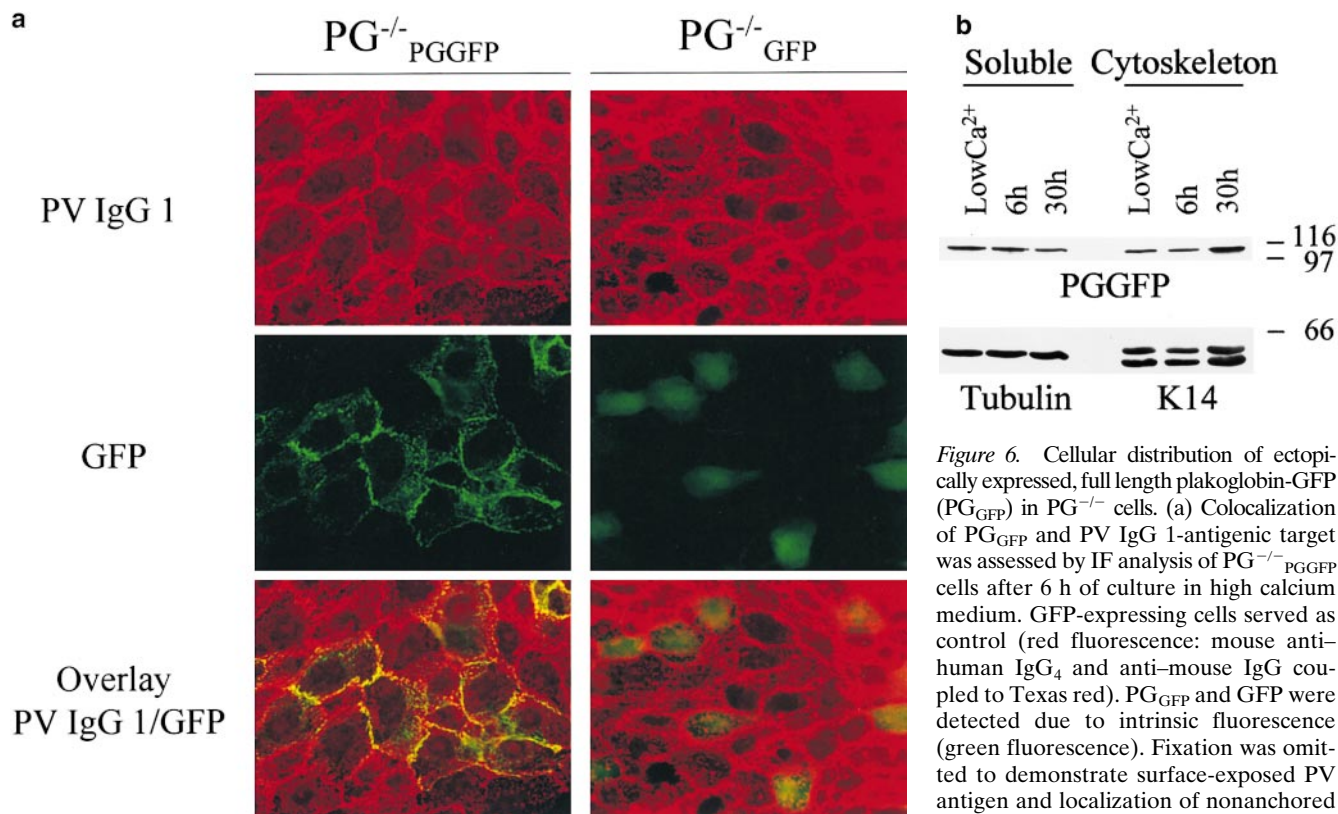 a
PG-/-PGGFP
PG-/-GFP
PV IgG 1
GFP
Overlay
PV IgG 1/GFP
b
Soluble Cytoskeleton
LowCa2+
6h
30h
LowCa2+
6h
30h
116
97
PGGFP
66
Tubulin
K14
Figure 6. Cellular distribution of ectopi-
cally expressed, full length plakoglobin-GFP
(PGGFP) in PG−/− cells. (a) Colocalization
of PGGFP and PV IgG 1-antigenic target
was assessed by IF analysis of PG−/−PGGFP
cells after 6 h of culture in high calcium
medium. GFP-expressing cells served as
control (red fluorescence: mouse anti–
human IgG4 and anti–mouse IgG cou-
pled to Texas red). PGGFP and GFP were
detected due to intrinsic fluorescence
(green fluorescence). Fixation was omit-
ted to demonstrate surface-exposed PV
antigen and localization of nonanchored